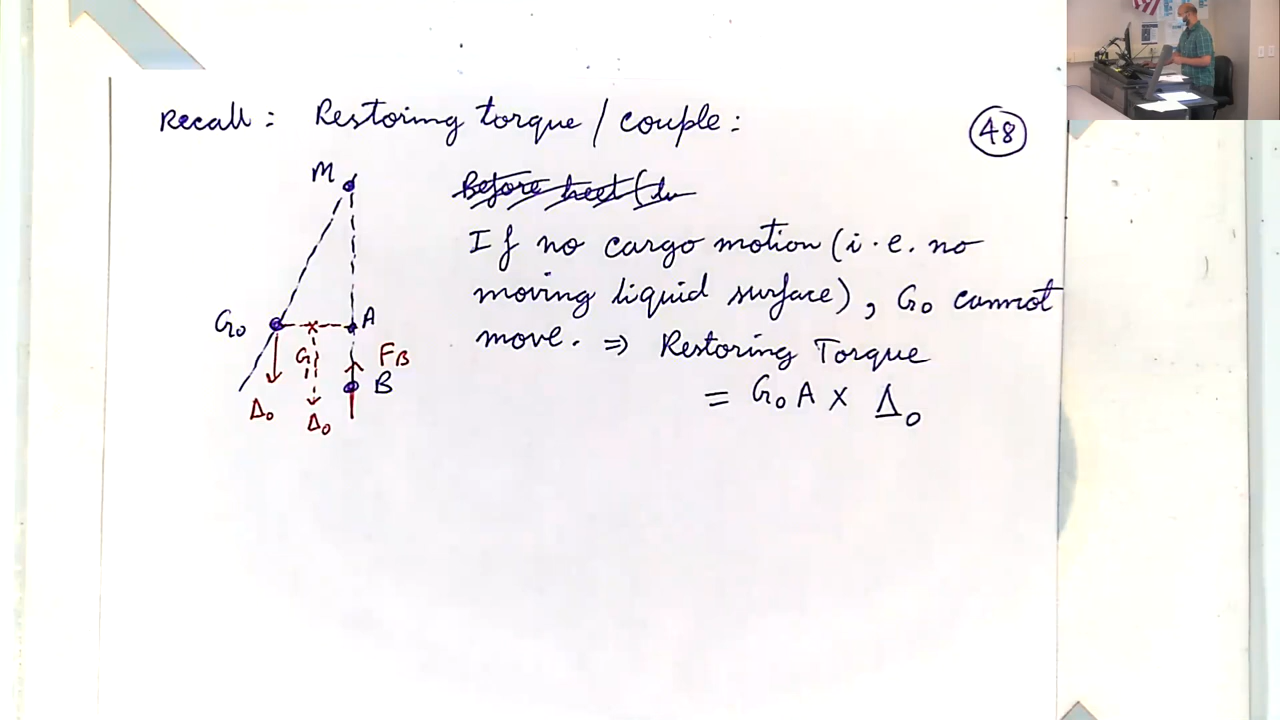 Recall: Restoring torque / couple:
48
M
If no cargo motion (i.e. no
moving liquid surface), G₀ cannot
move. ⇒ Restoring Torque
= G₀A × Δ₀
G₀
A
G
F_B
B
Δ₀
Δ₀